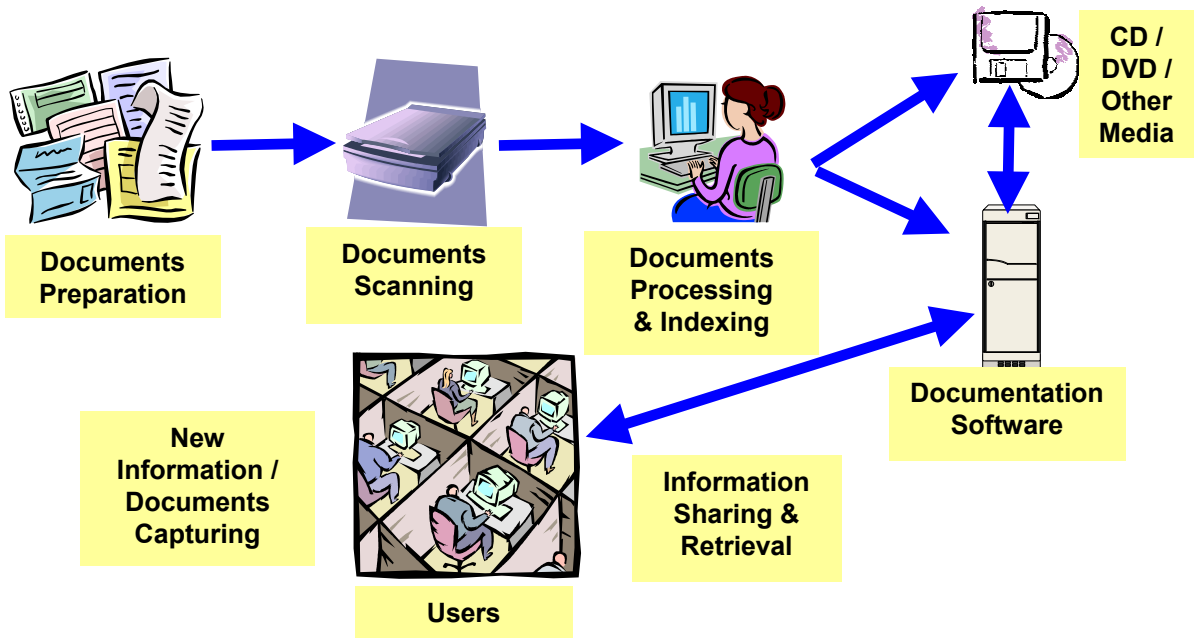 CD /
DVD /
Other
Media
Documents
Preparation
Documents
Scanning
Documents
Processing
& Indexing
Documentation
Software
New
Information /
Documents
Capturing
Information
Sharing &
Retrieval
Users